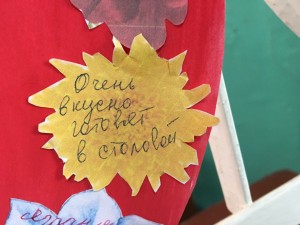 Очень
вкусно
готовят
в столовой